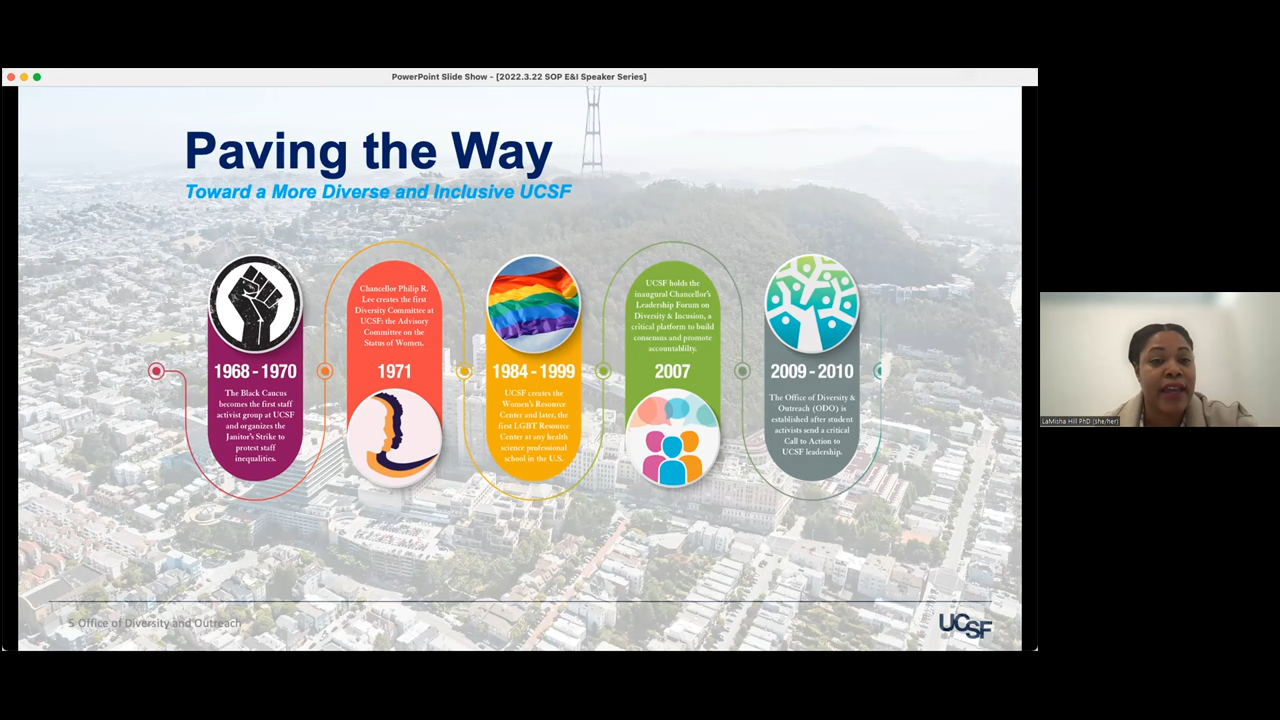 PowerPoint Slide Show - [2022.3.22 SOP E&I Speaker Series]
Paving the Way
Toward a More Diverse and Inclusive UCSF
1968 - 1970
The Black Caucus
becomes the first staff
activist group at UCSF
and organizes the
Janitor's Strike to
protest staff
inequalities.
Chancellor Philip R.
Lee creates the first
Diversity Committee at
UCSF: the Advisory
Committee on the
Status of Women.
1971
1984 - 1999
UCSF creates the
Women's Resource
Center and later, the
first LGBT Resource
Center at any health
science professional
school in the U.S.
UCSF holds the
inaugural Chancellor's
Leadership Forum on
Diversity & Incusion, a
critical platform to build
consensus and promote
accountablilty.
2007
2009 - 2010
The Office of Diversity &
Outreach (ODO) is
established after student
activists send a critical
Call to Action to
UCSF leadership.
5 Office of Diversity and Outreach
UCSF
LaMisha Hill PhD (she/her)